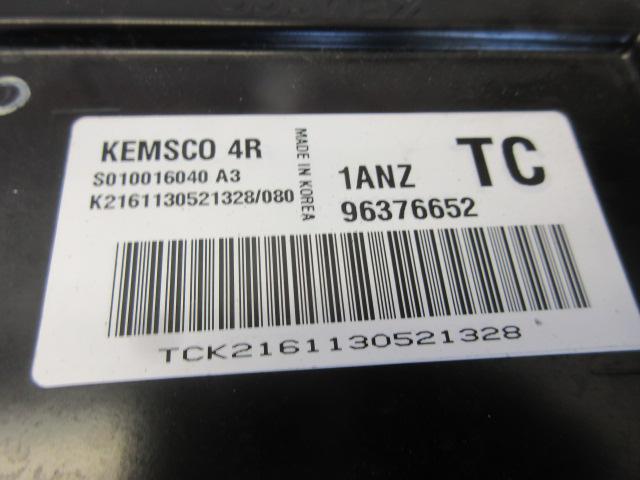 KEMSCO 4R
S010016040 A3
K2161130521328/080
MADE IN KOREA
1ANZ
TC
96376652
TCK2161130521328